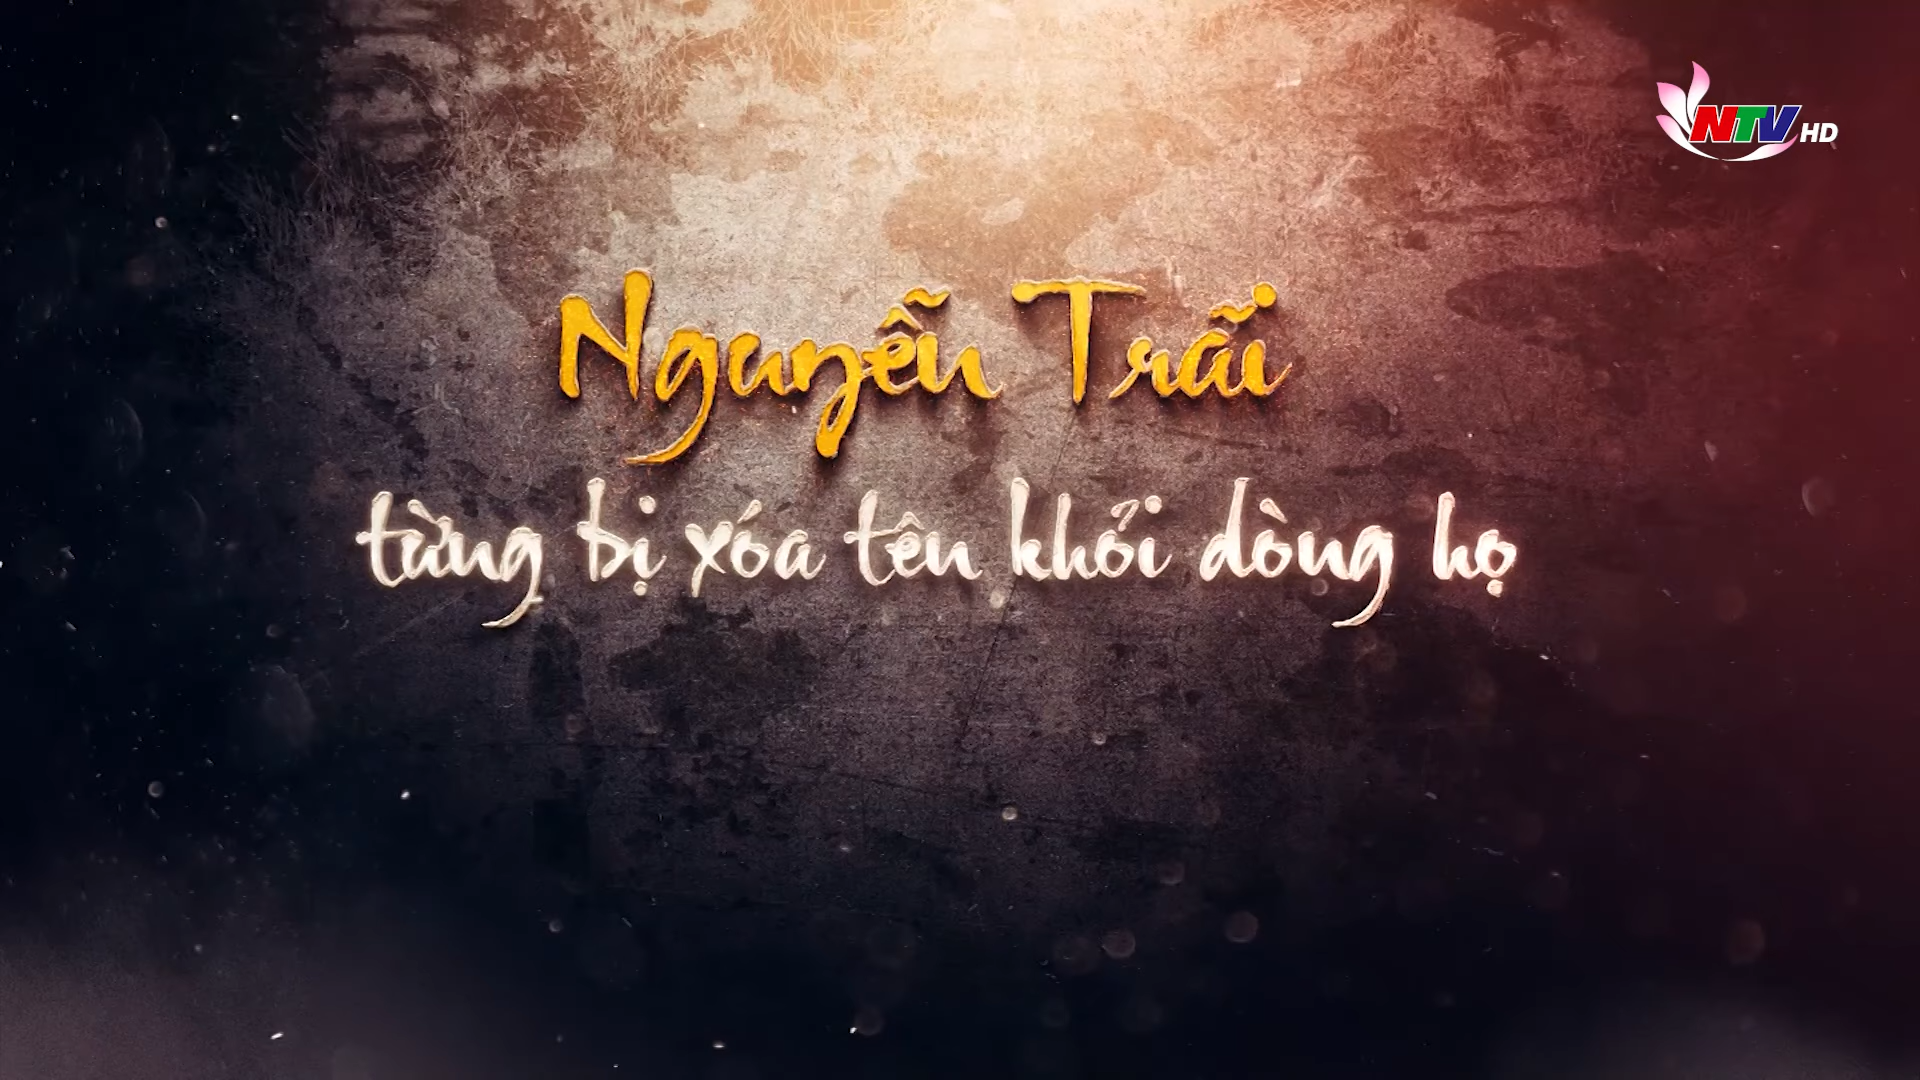 NTV HD
Nguyễn Trãi
từng bị xóa tên khỏi dòng họ